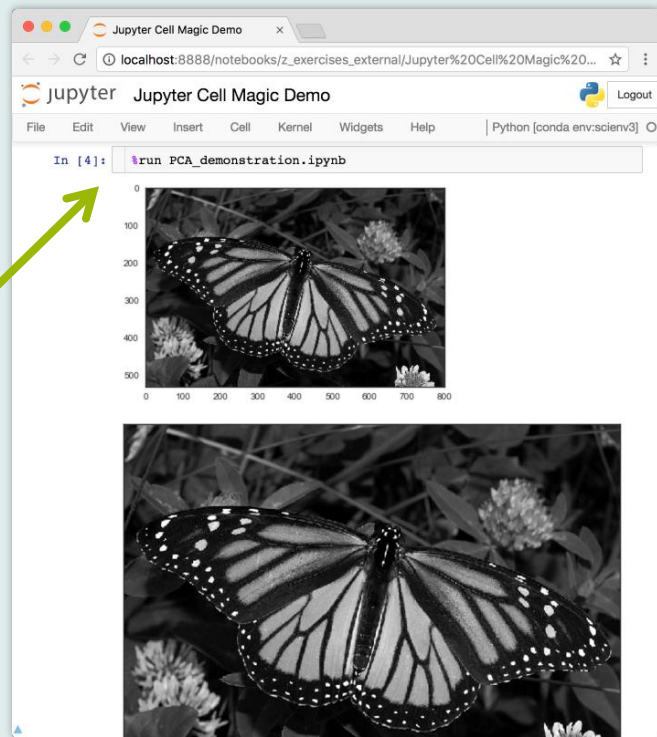 Jupyter Cell Magic Demo ×
localhost:8888/notebooks/z_exercises_external/Jupyter%20Cell%20Magic%20...
jupyter Jupyter Cell Magic Demo Logout
File Edit View Insert Cell Kernel Widgets Help Python [conda env:scienv3] O
In [4]: %run PCA_demonstration.ipynb
0
100
200
300
400
500
0 100 200 300 400 500 600 700 800